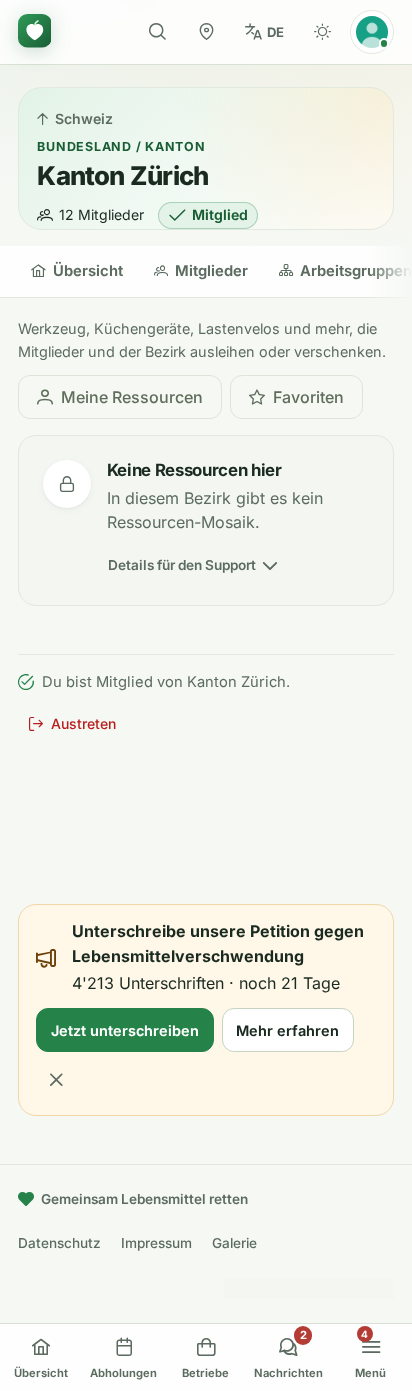 DE
Schweiz
BUNDESLAND / KANTON
Kanton Zürich
12 Mitglieder
Mitglied
Übersicht
Mitglieder
Arbeitsgruppen
Werkzeug, Küchengeräte, Lastenvelos und mehr, die
Mitglieder und der Bezirk ausleihen oder verschenken.
Meine Ressourcen
Favoriten
Keine Ressourcen hier
In diesem Bezirk gibt es kein
Ressourcen-Mosaik.
Details für den Support
Du bist Mitglied von Kanton Zürich.
Austreten
Unterschreibe unsere Petition gegen
Lebensmittelverschwendung
4'213 Unterschriften · noch 21 Tage
Jetzt unterschreiben
Mehr erfahren
Gemeinsam Lebensmittel retten
Datenschutz
Impressum
Galerie
2
4
Übersicht
Abholungen
Betriebe
Nachrichten
Menü